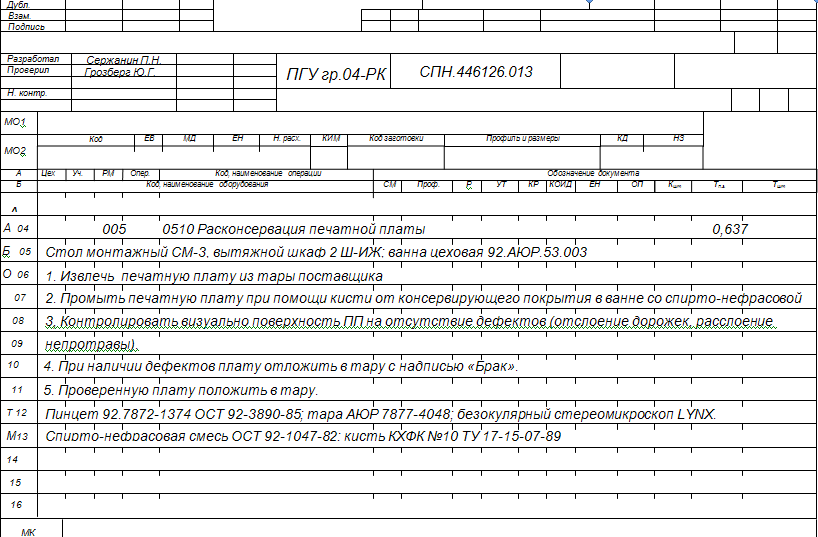 Дубл.
Взам.
Подпись
Разработал Сержанин П.Н.
Проверил Грозберг Ю.Г.
ПГУ гр.04-РК СПН.446126.013
Н. контр.
МО1
Код ЕВ МД ЕН Н. расх. КИМ Код заготовки Профиль и размеры КД НЗ
МО2
А Цех Уч. РМ Опер. Код, наименование операции Обозначение документа
Б Код, наименование оборудования СМ Проф. Р УТ КР КОИД ЕН ОП Кшт. Тп.з. Тшт.
А 04 005 0510 Расконсервация печатной платы 0,637
Б 05 Стол монтажный СМ-3, вытяжной шкаф 2 Ш-ИЖ; ванна цеховая 92.АЮР.53.003
О 06 1. Извлечь печатную плату из тары поставщика
07 2. Промыть печатную плату при помощи кисти от консервирующего покрытия в ванне со спирто-нефрасовой
08 3. Контролировать визуально поверхность ПП на отсутствие дефектов (отслоение дорожек, расслоение
09 непротравы).
10 4. При наличии дефектов плату отложить в тару с надписью «Брак».
11 5. Проверенную плату положить в тару.
Т 12 Пинцет 92.7872-1374 ОСТ 92-3890-85; тара АЮР 7877-4048; безокулярный стереомикроскоп LYNX.
М13 Спирто-нефрасовая смесь ОСТ 92-1047-82: кисть КХФК №10 ТУ 17-15-07-89
14
15
16
МК